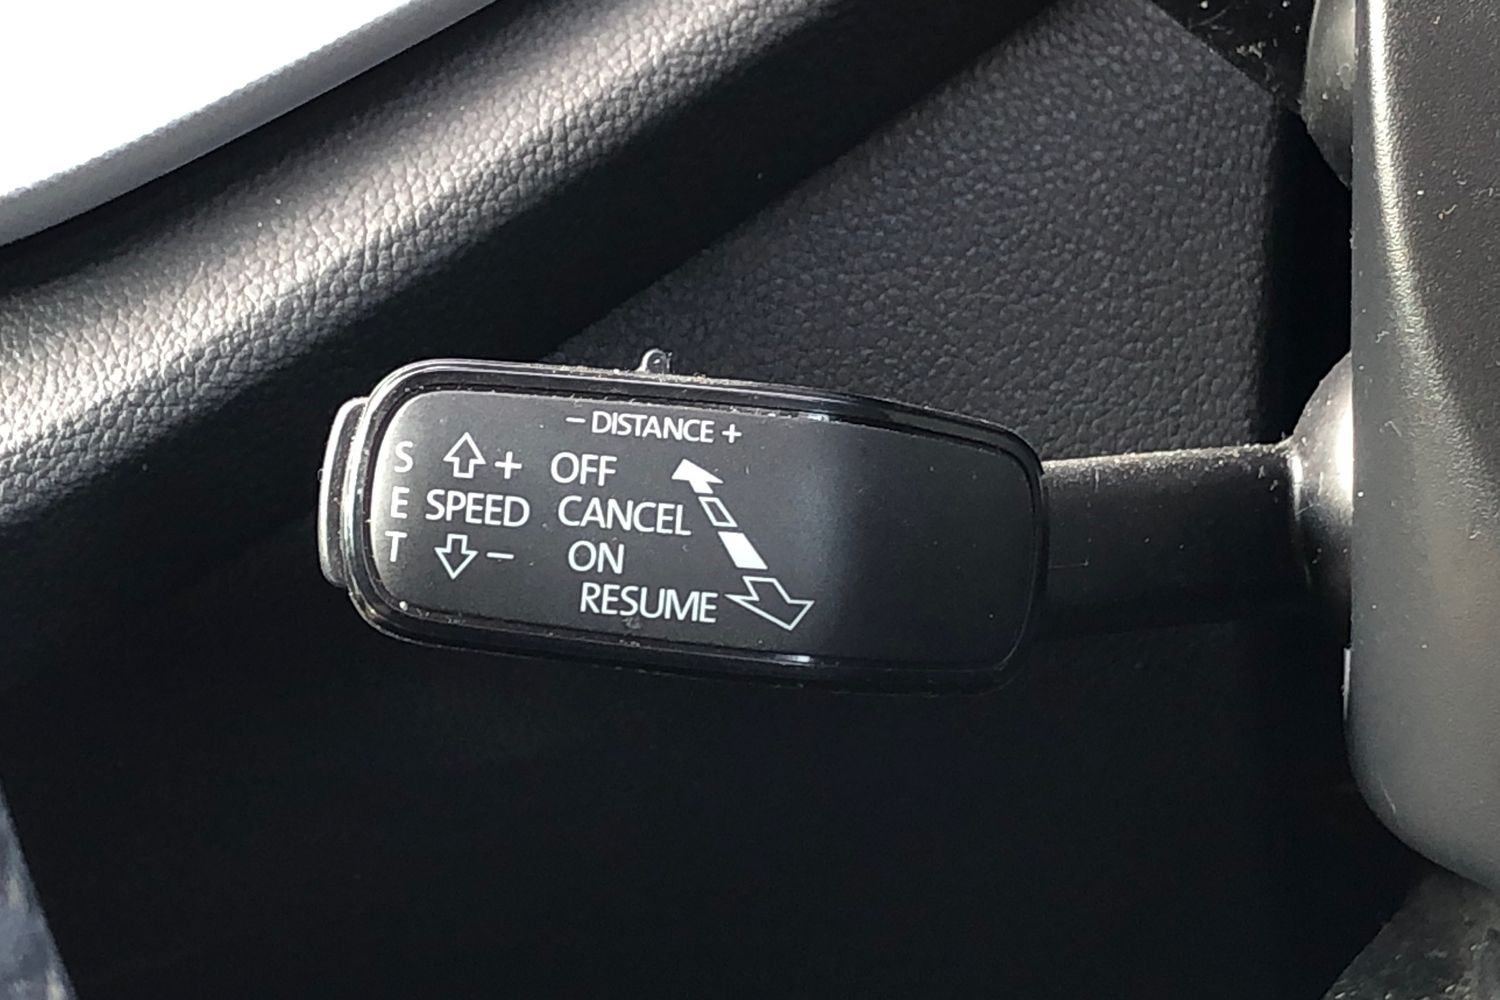 – DISTANCE +
S + OFF
E SPEED CANCEL
T – ON
RESUME